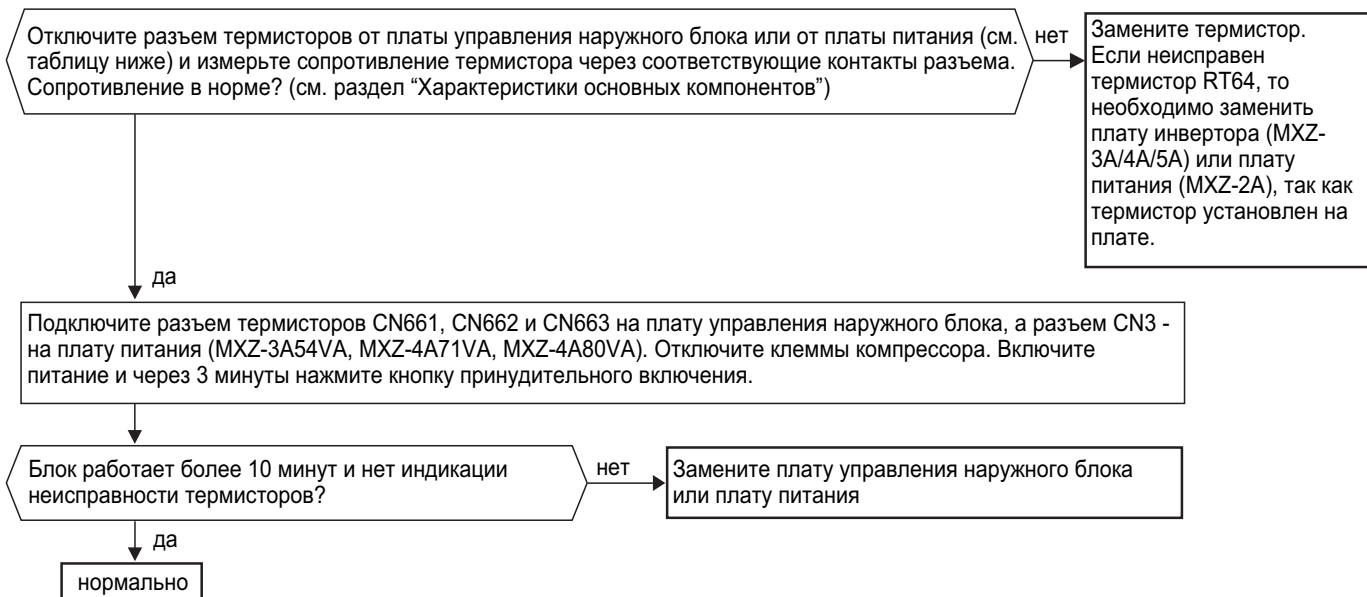 Отключите разъем термисторов от платы управления наружного блока или от платы питания (см.
таблицу ниже) и измерьте сопротивление термистора через соответствующие контакты разъема.
Сопротивление в норме? (см. раздел “Характеристики основных компонентов”)
нет
Замените термистор.
Если неисправен
термистор RT64, то
необходимо заменить
плату инвертора (MXZ-
3A/4A/5A) или плату
питания (MXZ-2A), так как
термистор установлен на
плате.
да
Подключите разъем термисторов CN661, CN662 и CN663 на плату управления наружного блока, а разъем CN3 -
на плату питания (MXZ-3A54VA, MXZ-4A71VA, MXZ-4A80VA). Отключите клеммы компрессора. Включите
питание и через 3 минуты нажмите кнопку принудительного включения.
Блок работает более 10 минут и нет индикации
неисправности термисторов?
нет
Замените плату управления наружного блока
или плату питания
да
нормально